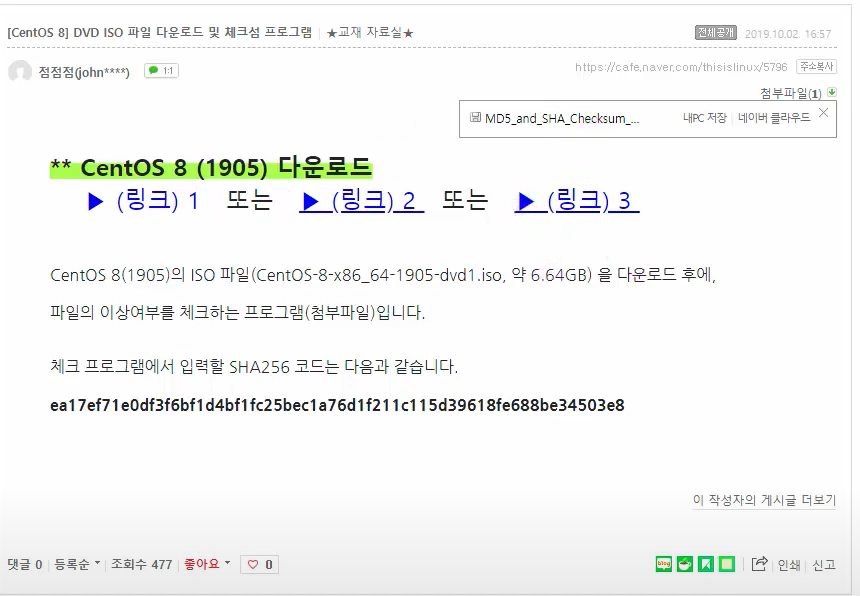 [CentOS 8] DVD ISO 파일 다운로드 및 체크섬 프로그램 | ★교재 자료실★ 전체공개 2019.10.02. 16:57
점점점(john****) 1:1 https://cafe.naver.com/thisislinux/5796 주소복사
첨부파일(1)
MD5_and_SHA_Checksum_... 내PC 저장 | 네이버 클라우드
** CentOS 8 (1905) 다운로드
▶ (링크) 1 또는 ▶ (링크) 2 또는 ▶ (링크) 3
CentOS 8(1905)의 ISO 파일(CentOS-8-x86_64-1905-dvd1.iso, 약 6.64GB) 을 다운로드 후에,
파일의 이상여부를 체크하는 프로그램(첨부파일)입니다.
체크 프로그램에서 입력할 SHA256 코드는 다음과 같습니다.
ea17ef71e0df3f6bf1d4bf1fc25bec1a76d1f211c115d39618fe688be34503e8
이 작성자의 게시글 더보기
댓글 0 | 등록순 | 조회수 477 | 좋아요 0 blog 인쇄 | 신고